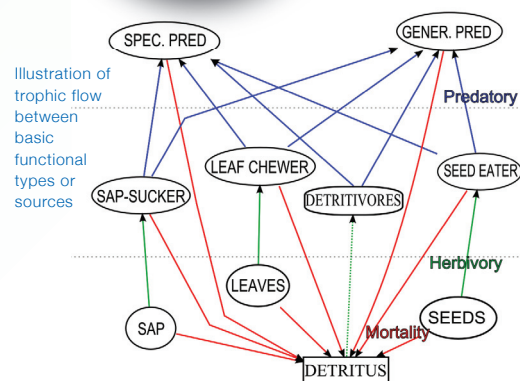 SPEC. PRED
GENER. PRED
Illustration of
trophic flow
between
basic
functional
types or
sources
Predatory
LEAF CHEWER
SEED EATER
SAP-SUCKER
DETRITIVORES
Herbivory
LEAVES
SAP
SEEDS
Mortality
DETRITUS